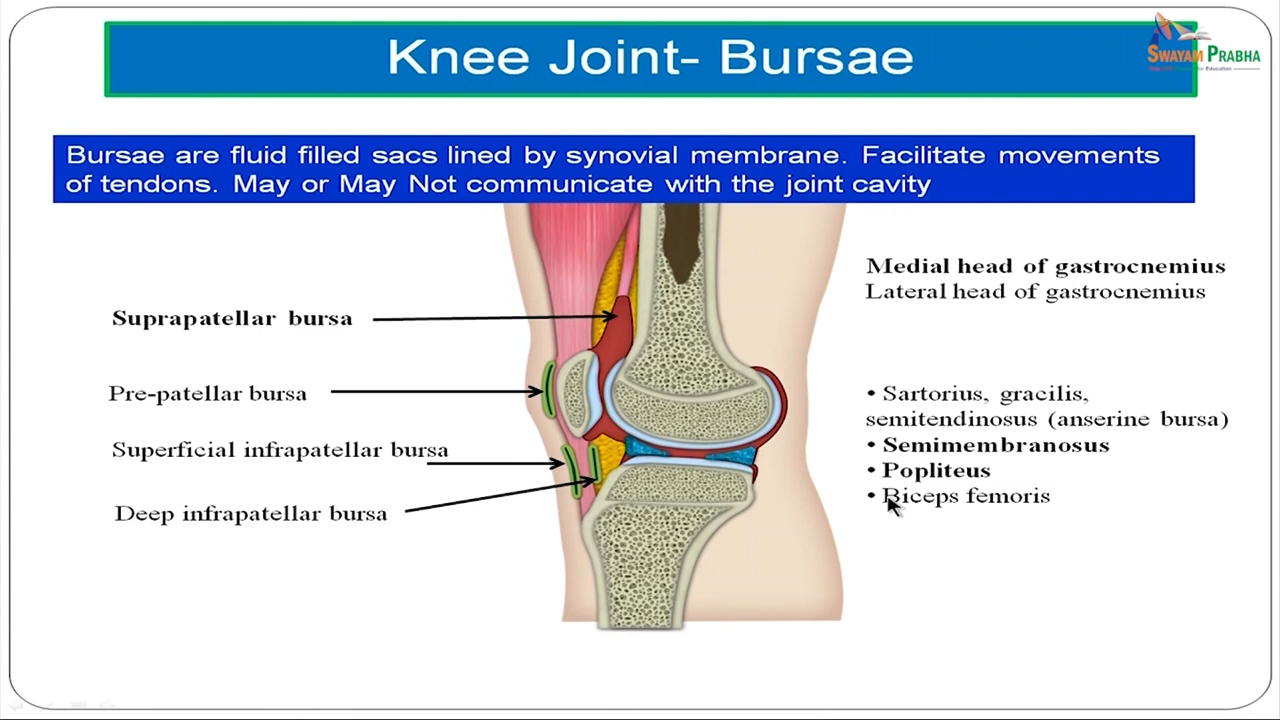 Knee Joint- Bursae
SWAYAM PRABHA
Bursae are fluid filled sacs lined by synovial membrane. Facilitate movements
of tendons. May or May Not communicate with the joint cavity
Suprapatellar bursa
Pre-patellar bursa
Superficial infrapatellar bursa
Deep infrapatellar bursa
Medial head of gastrocnemius
Lateral head of gastrocnemius
• Sartorius, gracilis,
semitendinosus (anserine bursa)
• Semimembranosus
• Popliteus
• Biceps femoris